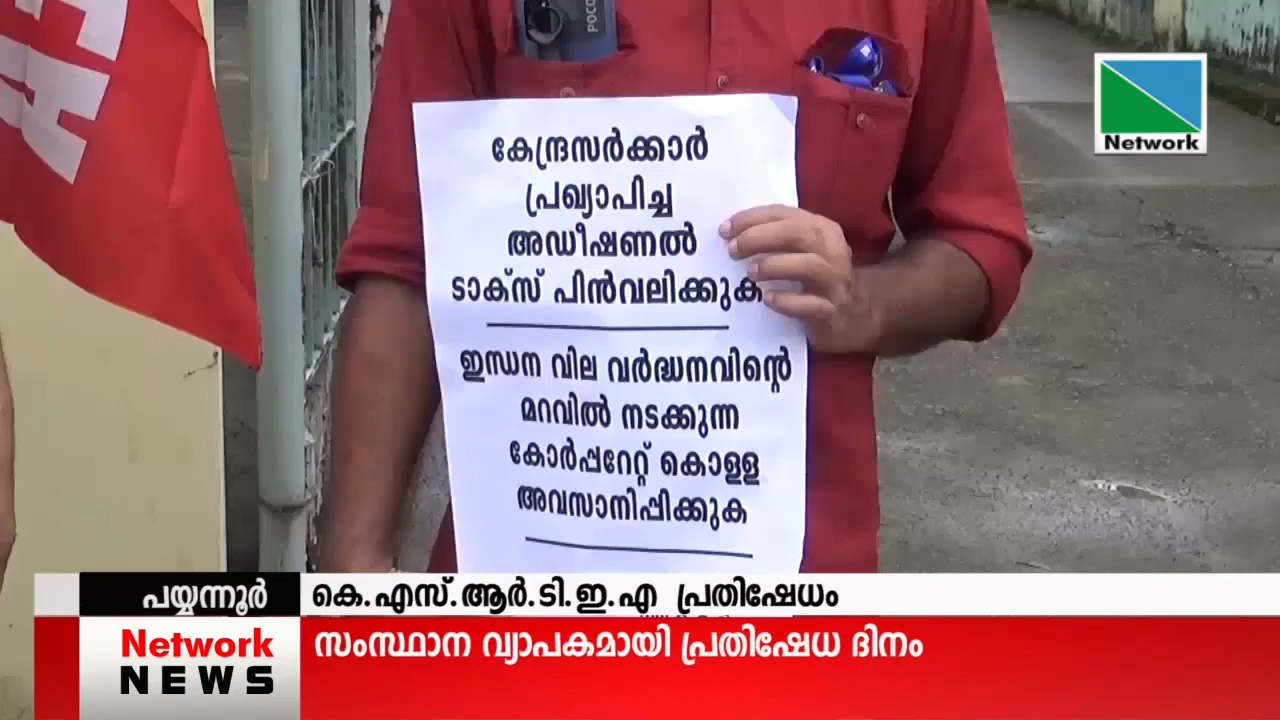 POCO
Network
കേന്ദ്രസർക്കാർ
പ്രഖ്യാപിച്ച
അഡീഷണൽ
ടാക്സ് പിൻവലിക്കുക
ഇന്ധന വില വർദ്ധനവിന്റെ
മറവിൽ നടക്കുന്ന
കോർപ്പറേറ്റ് കൊള്ള
അവസാനിപ്പിക്കുക
പയ്യന്നൂർ
കെ.എസ്.ആർ.ടി.ഇ.എ പ്രതിഷേധം
Network
NEWS
സംസ്ഥാന വ്യാപകമായി പ്രതിഷേധ ദിനം